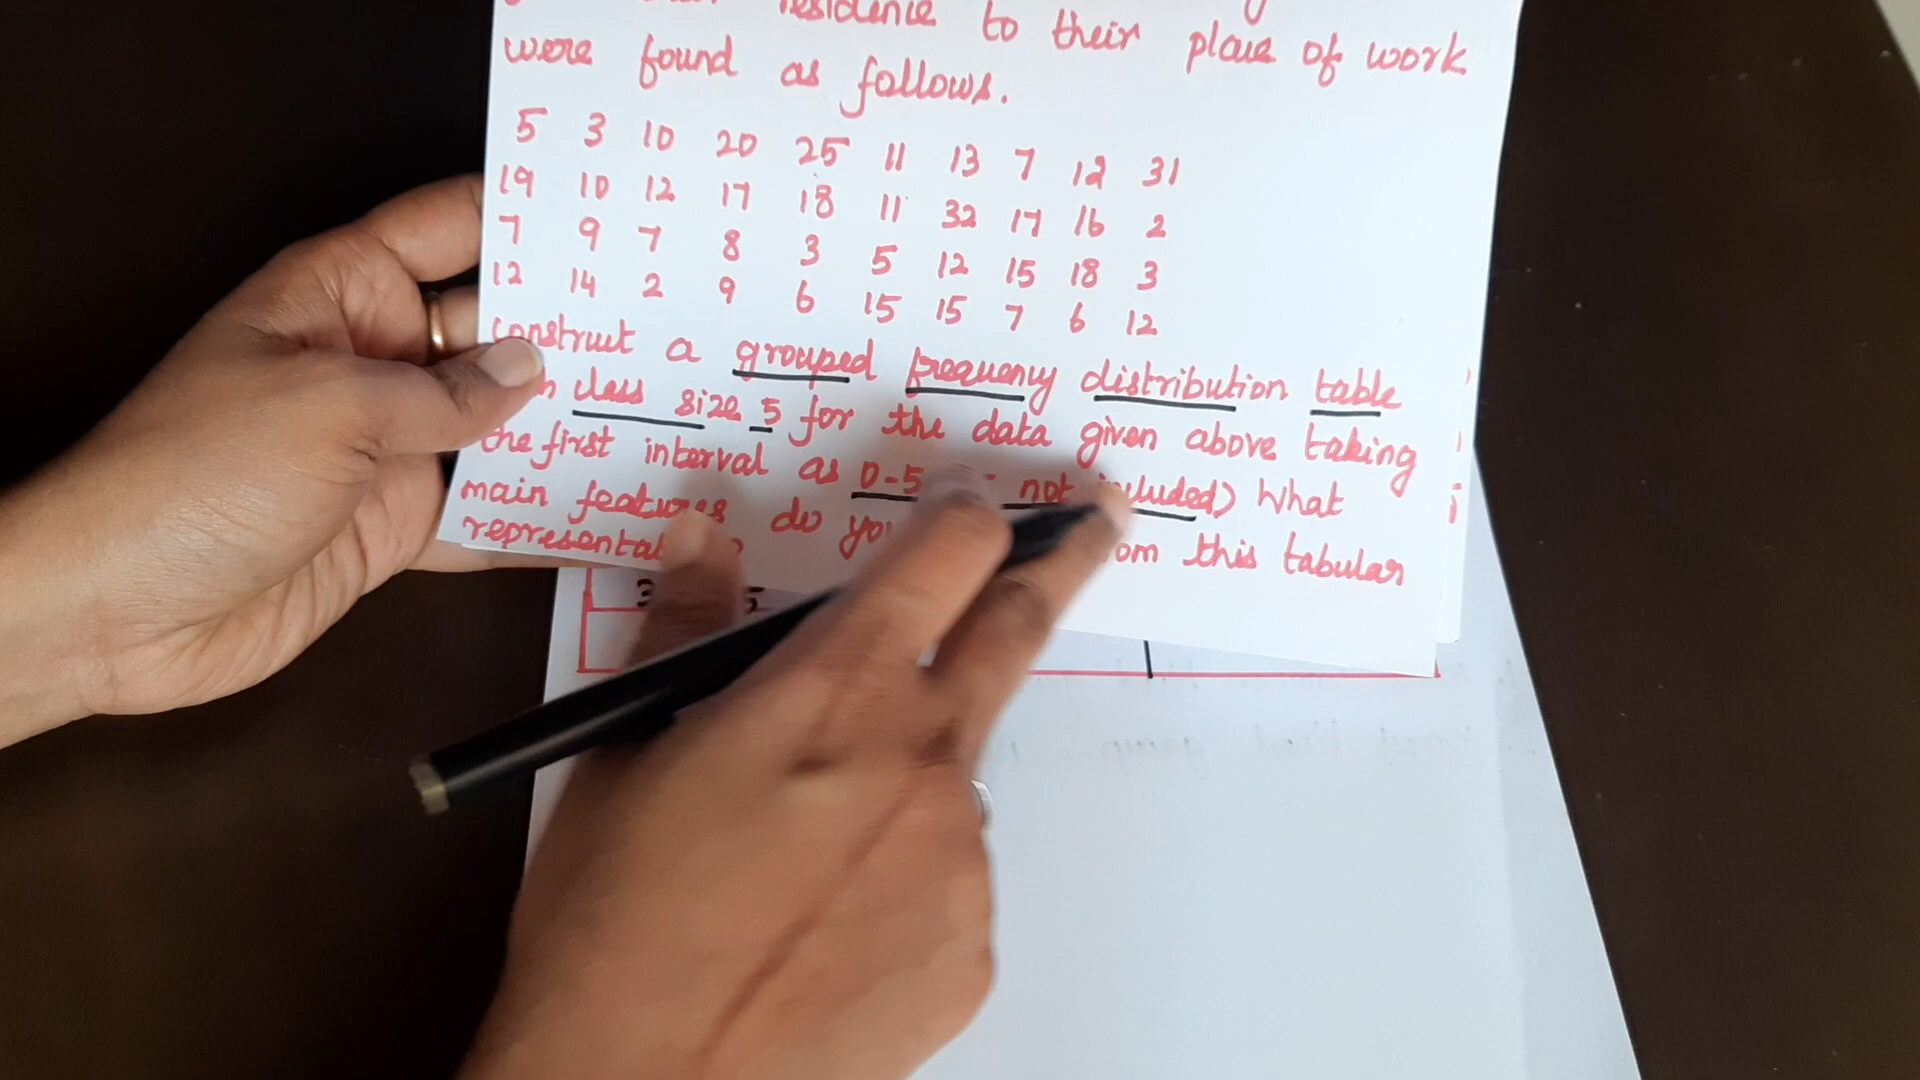 residence to their place of work
were found as follows.
5 3 10 20 25 11 13 7 12 31
19 10 12 17 18 11 32 17 16 2
7 9 7 8 3 5 12 15 18 3
12 14 2 9 6 15 15 7 6 12
construct a grouped frequency distribution table
class size 5 for the data given above taking
the first interval as 0-5 not included) What
main features do you this tabular